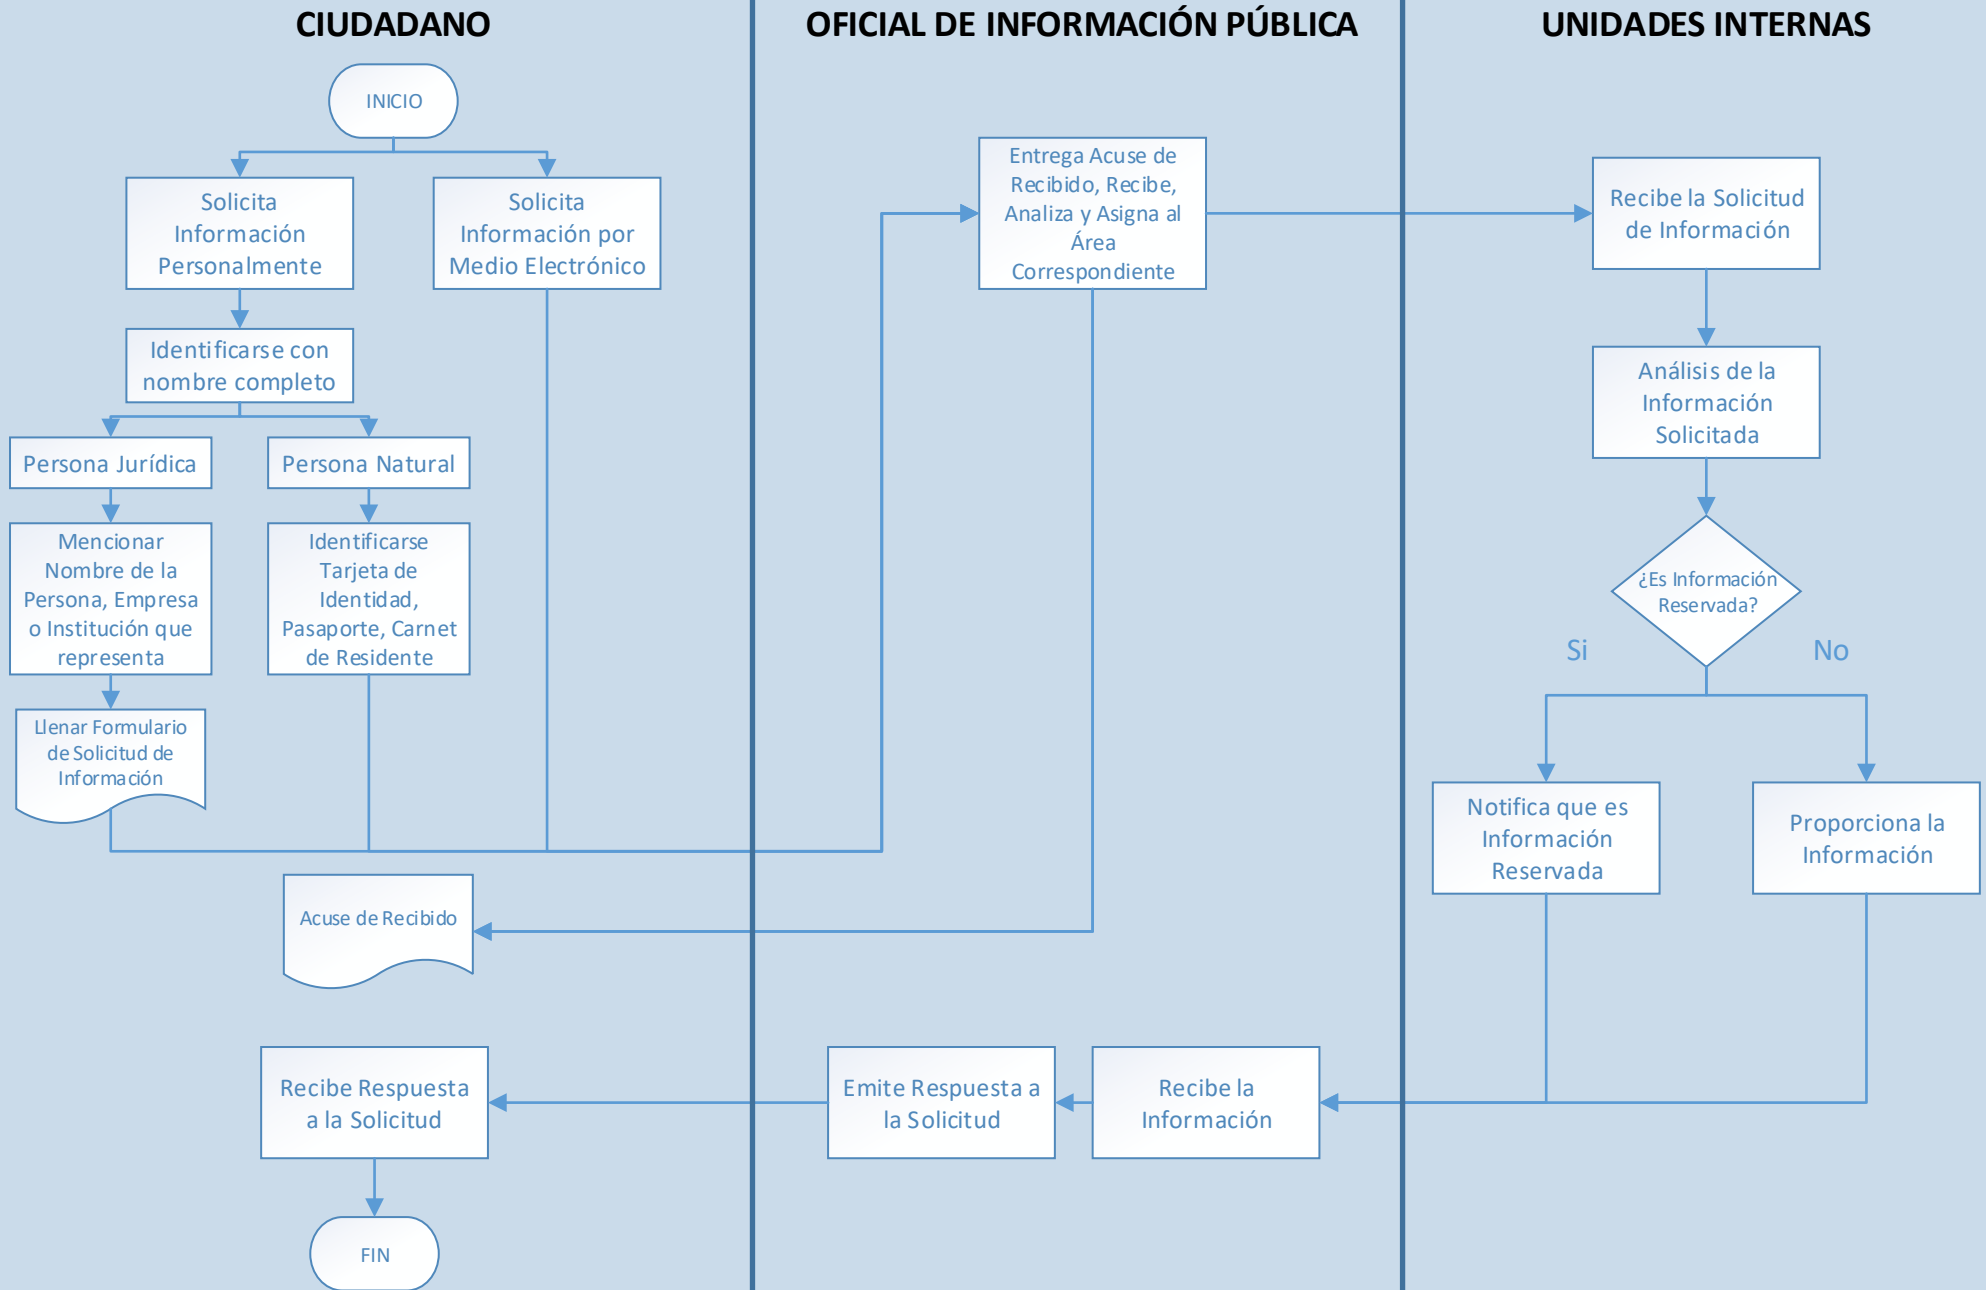 CIUDADANO
OFICIAL DE INFORMACIÓN PÚBLICA
UNIDADES INTERNAS
INICIO
Solicita
Información
Personalmente
Solicita
Información por
Medio Electrónico
Identificarse con
nombre completo
Persona Jurídica
Persona Natural
Mencionar
Nombre de la
Persona, Empresa
o Institución que
representa
Identificarse
Tarjeta de
Identidad,
Pasaporte, Carnet
de Residente
Llenar Formulario
de Solicitud de
Información
Entrega Acuse de
Recibido, Recibe,
Analiza y Asigna al
Área
Correspondiente
Recibe la Solicitud
de Información
Análisis de la
Información
Solicitada
¿Es Información
Reservada?
Si
No
Notifica que es
Información
Reservada
Proporciona la
Información
Acuse de Recibido
Recibe Respuesta
a la Solicitud
Emite Respuesta a
la Solicitud
Recibe la
Información
FIN